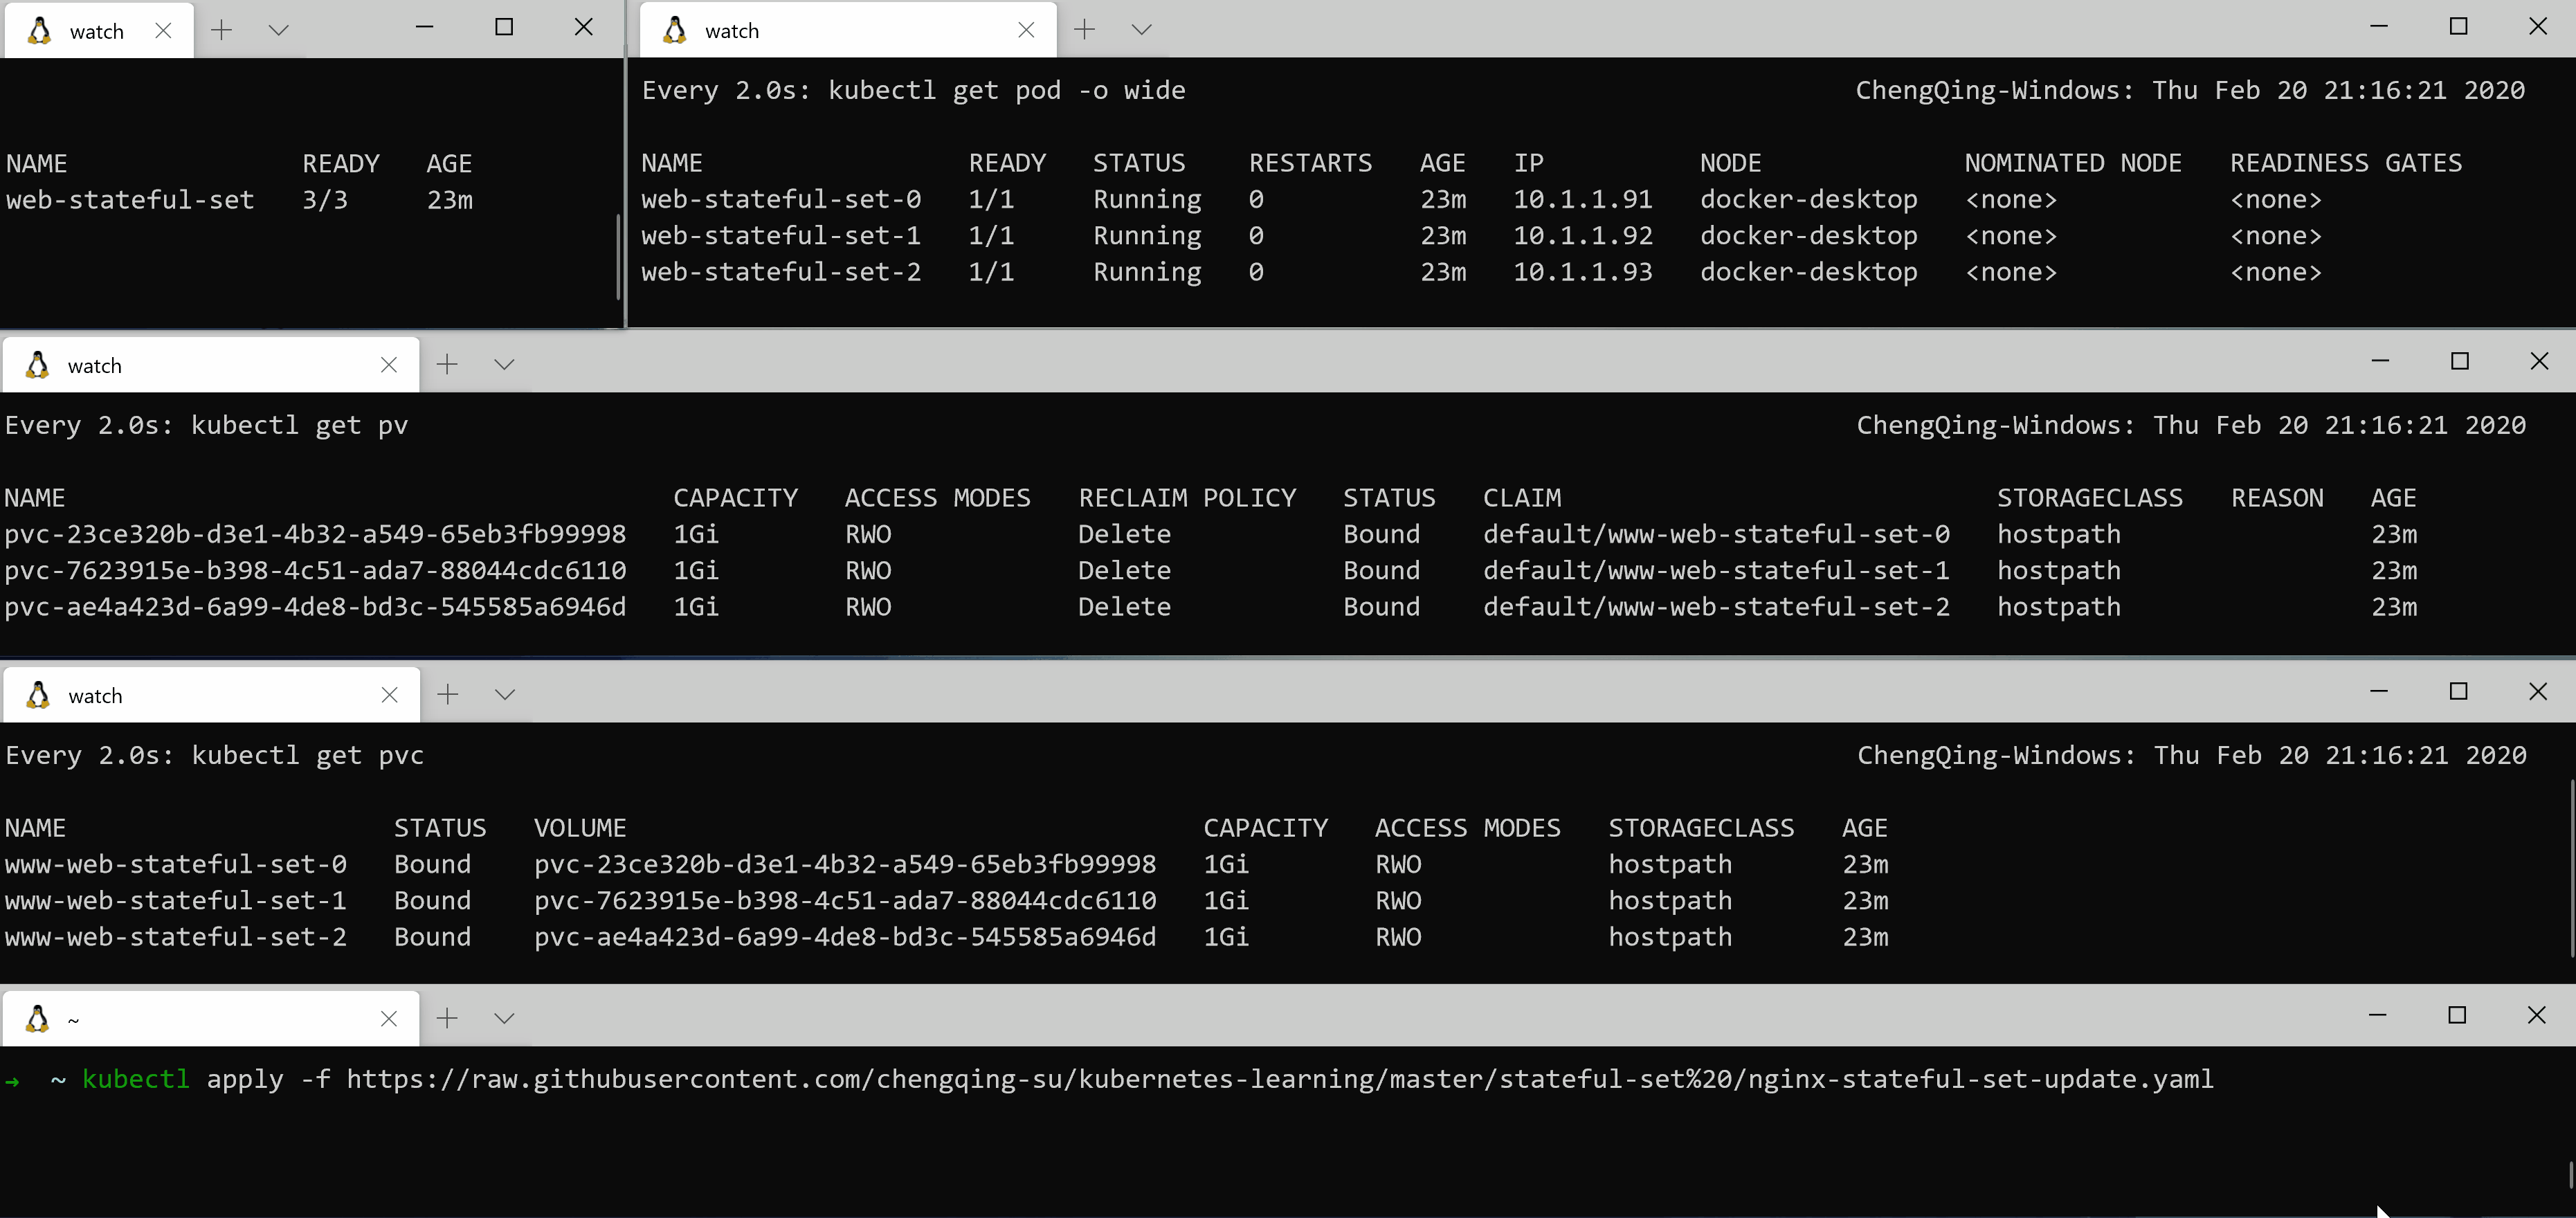 watch
NAME READY AGE
web-stateful-set 3/3 23m
watch
Every 2.0s: kubectl get pod -o wide ChengQing-Windows: Thu Feb 20 21:16:21 2020
NAME READY STATUS RESTARTS AGE IP NODE NOMINATED NODE READINESS GATES
web-stateful-set-0 1/1 Running 0 23m 10.1.1.91 docker-desktop <none> <none>
web-stateful-set-1 1/1 Running 0 23m 10.1.1.92 docker-desktop <none> <none>
web-stateful-set-2 1/1 Running 0 23m 10.1.1.93 docker-desktop <none> <none>
watch
Every 2.0s: kubectl get pv ChengQing-Windows: Thu Feb 20 21:16:21 2020
NAME CAPACITY ACCESS MODES RECLAIM POLICY STATUS CLAIM STORAGECLASS REASON AGE
pvc-23ce320b-d3e1-4b32-a549-65eb3fb99998 1Gi RWO Delete Bound default/www-web-stateful-set-0 hostpath 23m
pvc-7623915e-b398-4c51-ada7-88044cdc6110 1Gi RWO Delete Bound default/www-web-stateful-set-1 hostpath 23m
pvc-ae4a423d-6a99-4de8-bd3c-545585a6946d 1Gi RWO Delete Bound default/www-web-stateful-set-2 hostpath 23m
watch
Every 2.0s: kubectl get pvc ChengQing-Windows: Thu Feb 20 21:16:21 2020
NAME STATUS VOLUME CAPACITY ACCESS MODES STORAGECLASS AGE
www-web-stateful-set-0 Bound pvc-23ce320b-d3e1-4b32-a549-65eb3fb99998 1Gi RWO hostpath 23m
www-web-stateful-set-1 Bound pvc-7623915e-b398-4c51-ada7-88044cdc6110 1Gi RWO hostpath 23m
www-web-stateful-set-2 Bound pvc-ae4a423d-6a99-4de8-bd3c-545585a6946d 1Gi RWO hostpath 23m
~
→ ~ kubectl apply -f https://raw.githubusercontent.com/chengqing-su/kubernetes-learning/master/stateful-set%20/nginx-stateful-set-update.yaml